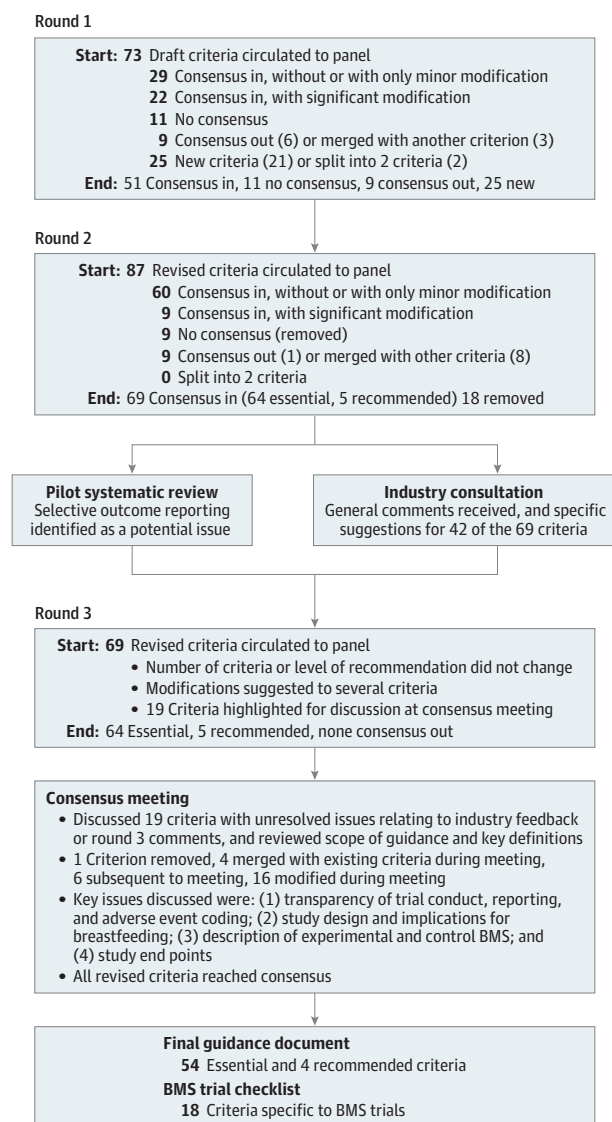 Round 1
Start: 73 Draft criteria circulated to panel
29 Consensus in, without or with only minor modification
22 Consensus in, with significant modification
11 No consensus
9 Consensus out (6) or merged with another criterion (3)
25 New criteria (21) or split into 2 criteria (2)
End: 51 Consensus in, 11 no consensus, 9 consensus out, 25 new
Round 2
Start: 87 Revised criteria circulated to panel
60 Consensus in, without or with only minor modification
9 Consensus in, with significant modification
9 No consensus (removed)
9 Consensus out (1) or merged with other criteria (8)
0 Split into 2 criteria
End: 69 Consensus in (64 essential, 5 recommended) 18 removed
Pilot systematic review
Selective outcome reporting
identified as a potential issue
Industry consultation
General comments received, and specific
suggestions for 42 of the 69 criteria
Round 3
Start: 69 Revised criteria circulated to panel
• Number of criteria or level of recommendation did not change
• Modifications suggested to several criteria
• 19 Criteria highlighted for discussion at consensus meeting
End: 64 Essential, 5 recommended, none consensus out
Consensus meeting
• Discussed 19 criteria with unresolved issues relating to industry feedback
or round 3 comments, and reviewed scope of guidance and key definitions
• 1 Criterion removed, 4 merged with existing criteria during meeting,
6 subsequent to meeting, 16 modified during meeting
• Key issues discussed were: (1) transparency of trial conduct, reporting,
and adverse event coding; (2) study design and implications for
breastfeeding; (3) description of experimental and control BMS; and
(4) study end points
• All revised criteria reached consensus
Final guidance document
54 Essential and 4 recommended criteria
BMS trial checklist
18 Criteria specific to BMS trials